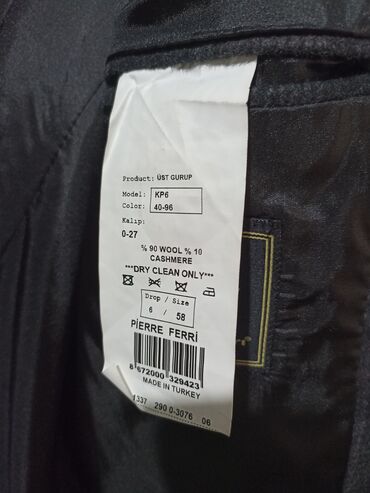 Product: ÜST GURUP
Model: KP6
Color: 40-96
Kalıp:
0-27
% 90 WOOL % 10
CASHMERE
***DRY CLEAN ONLY***
Drop / Size
6 / 58
PİERRE FERRİ
8 672000 329423
MADE IN TURKEY
1337 290 0-3076 06